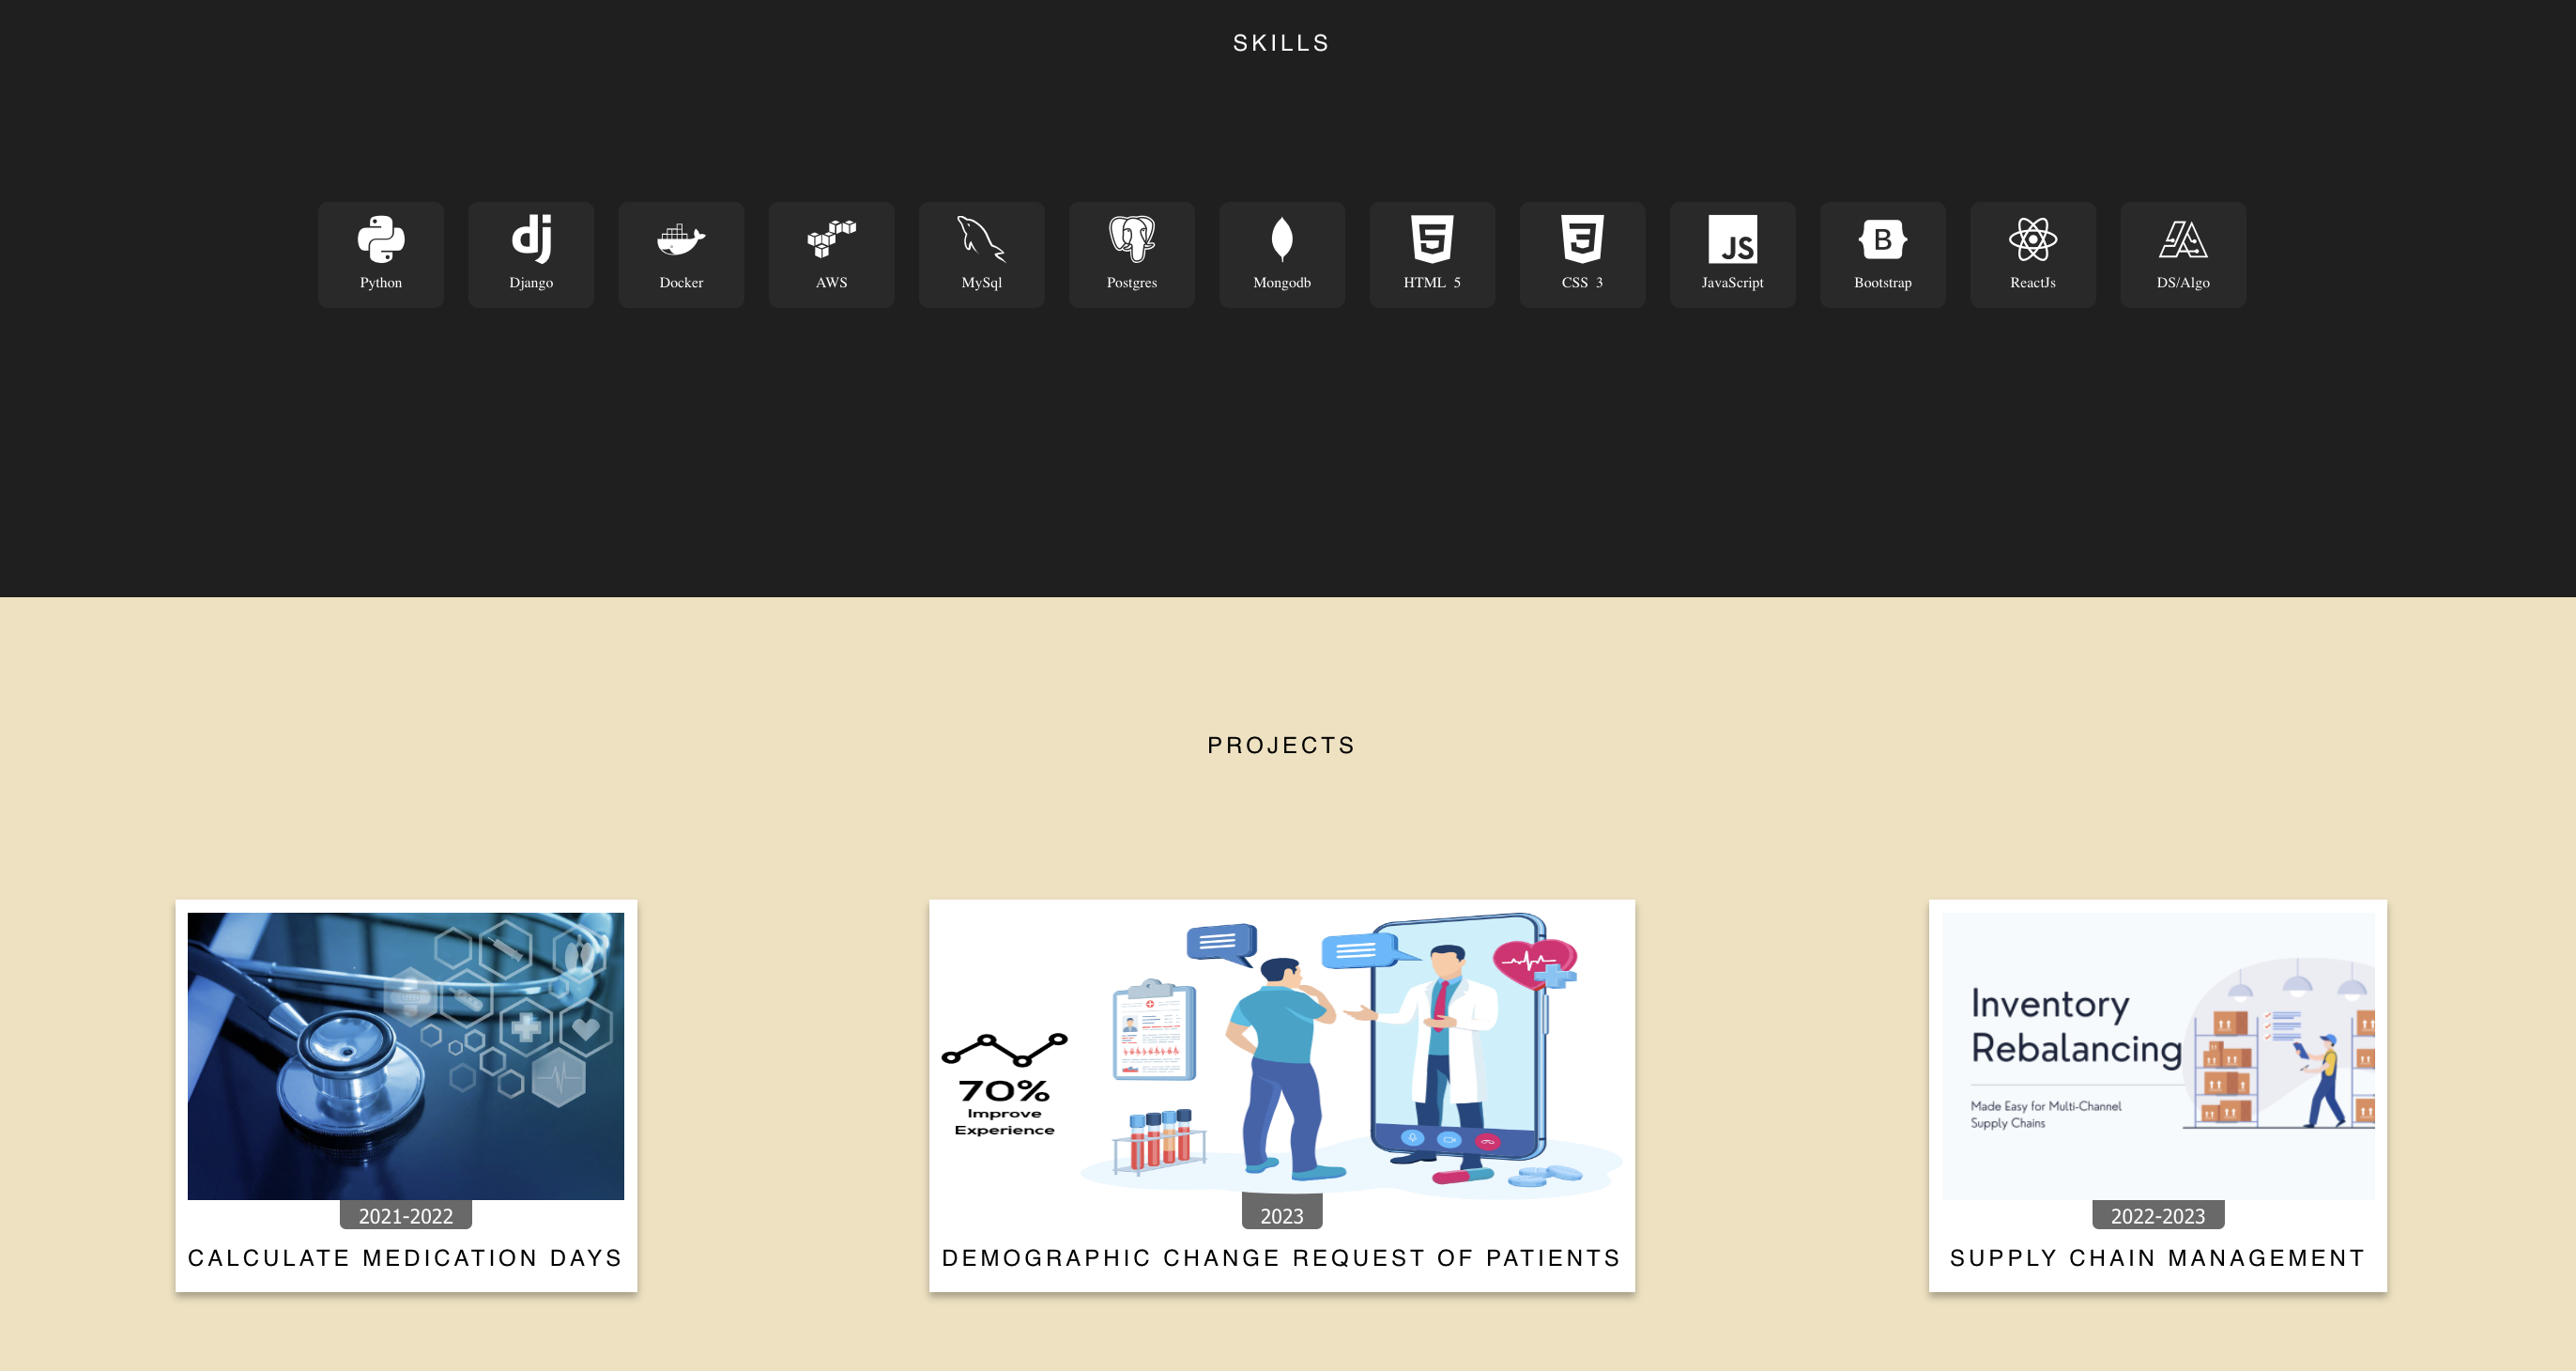 SKILLS
dj
5
3
JS
B
Python
Django
Docker
AWS
MySql
Postgres
Mongodb
HTML 5
CSS 3
JavaScript
Bootstrap
ReactJs
DS/Algo
PROJECTS
70%
Improve
Experience
2021-2022
CALCULATE MEDICATION DAYS
2023
DEMOGRAPHIC CHANGE REQUEST OF PATIENTS
Inventory
Rebalancing
Made Easy for Multi-Channel
Supply Chains
2022-2023
SUPPLY CHAIN MANAGEMENT